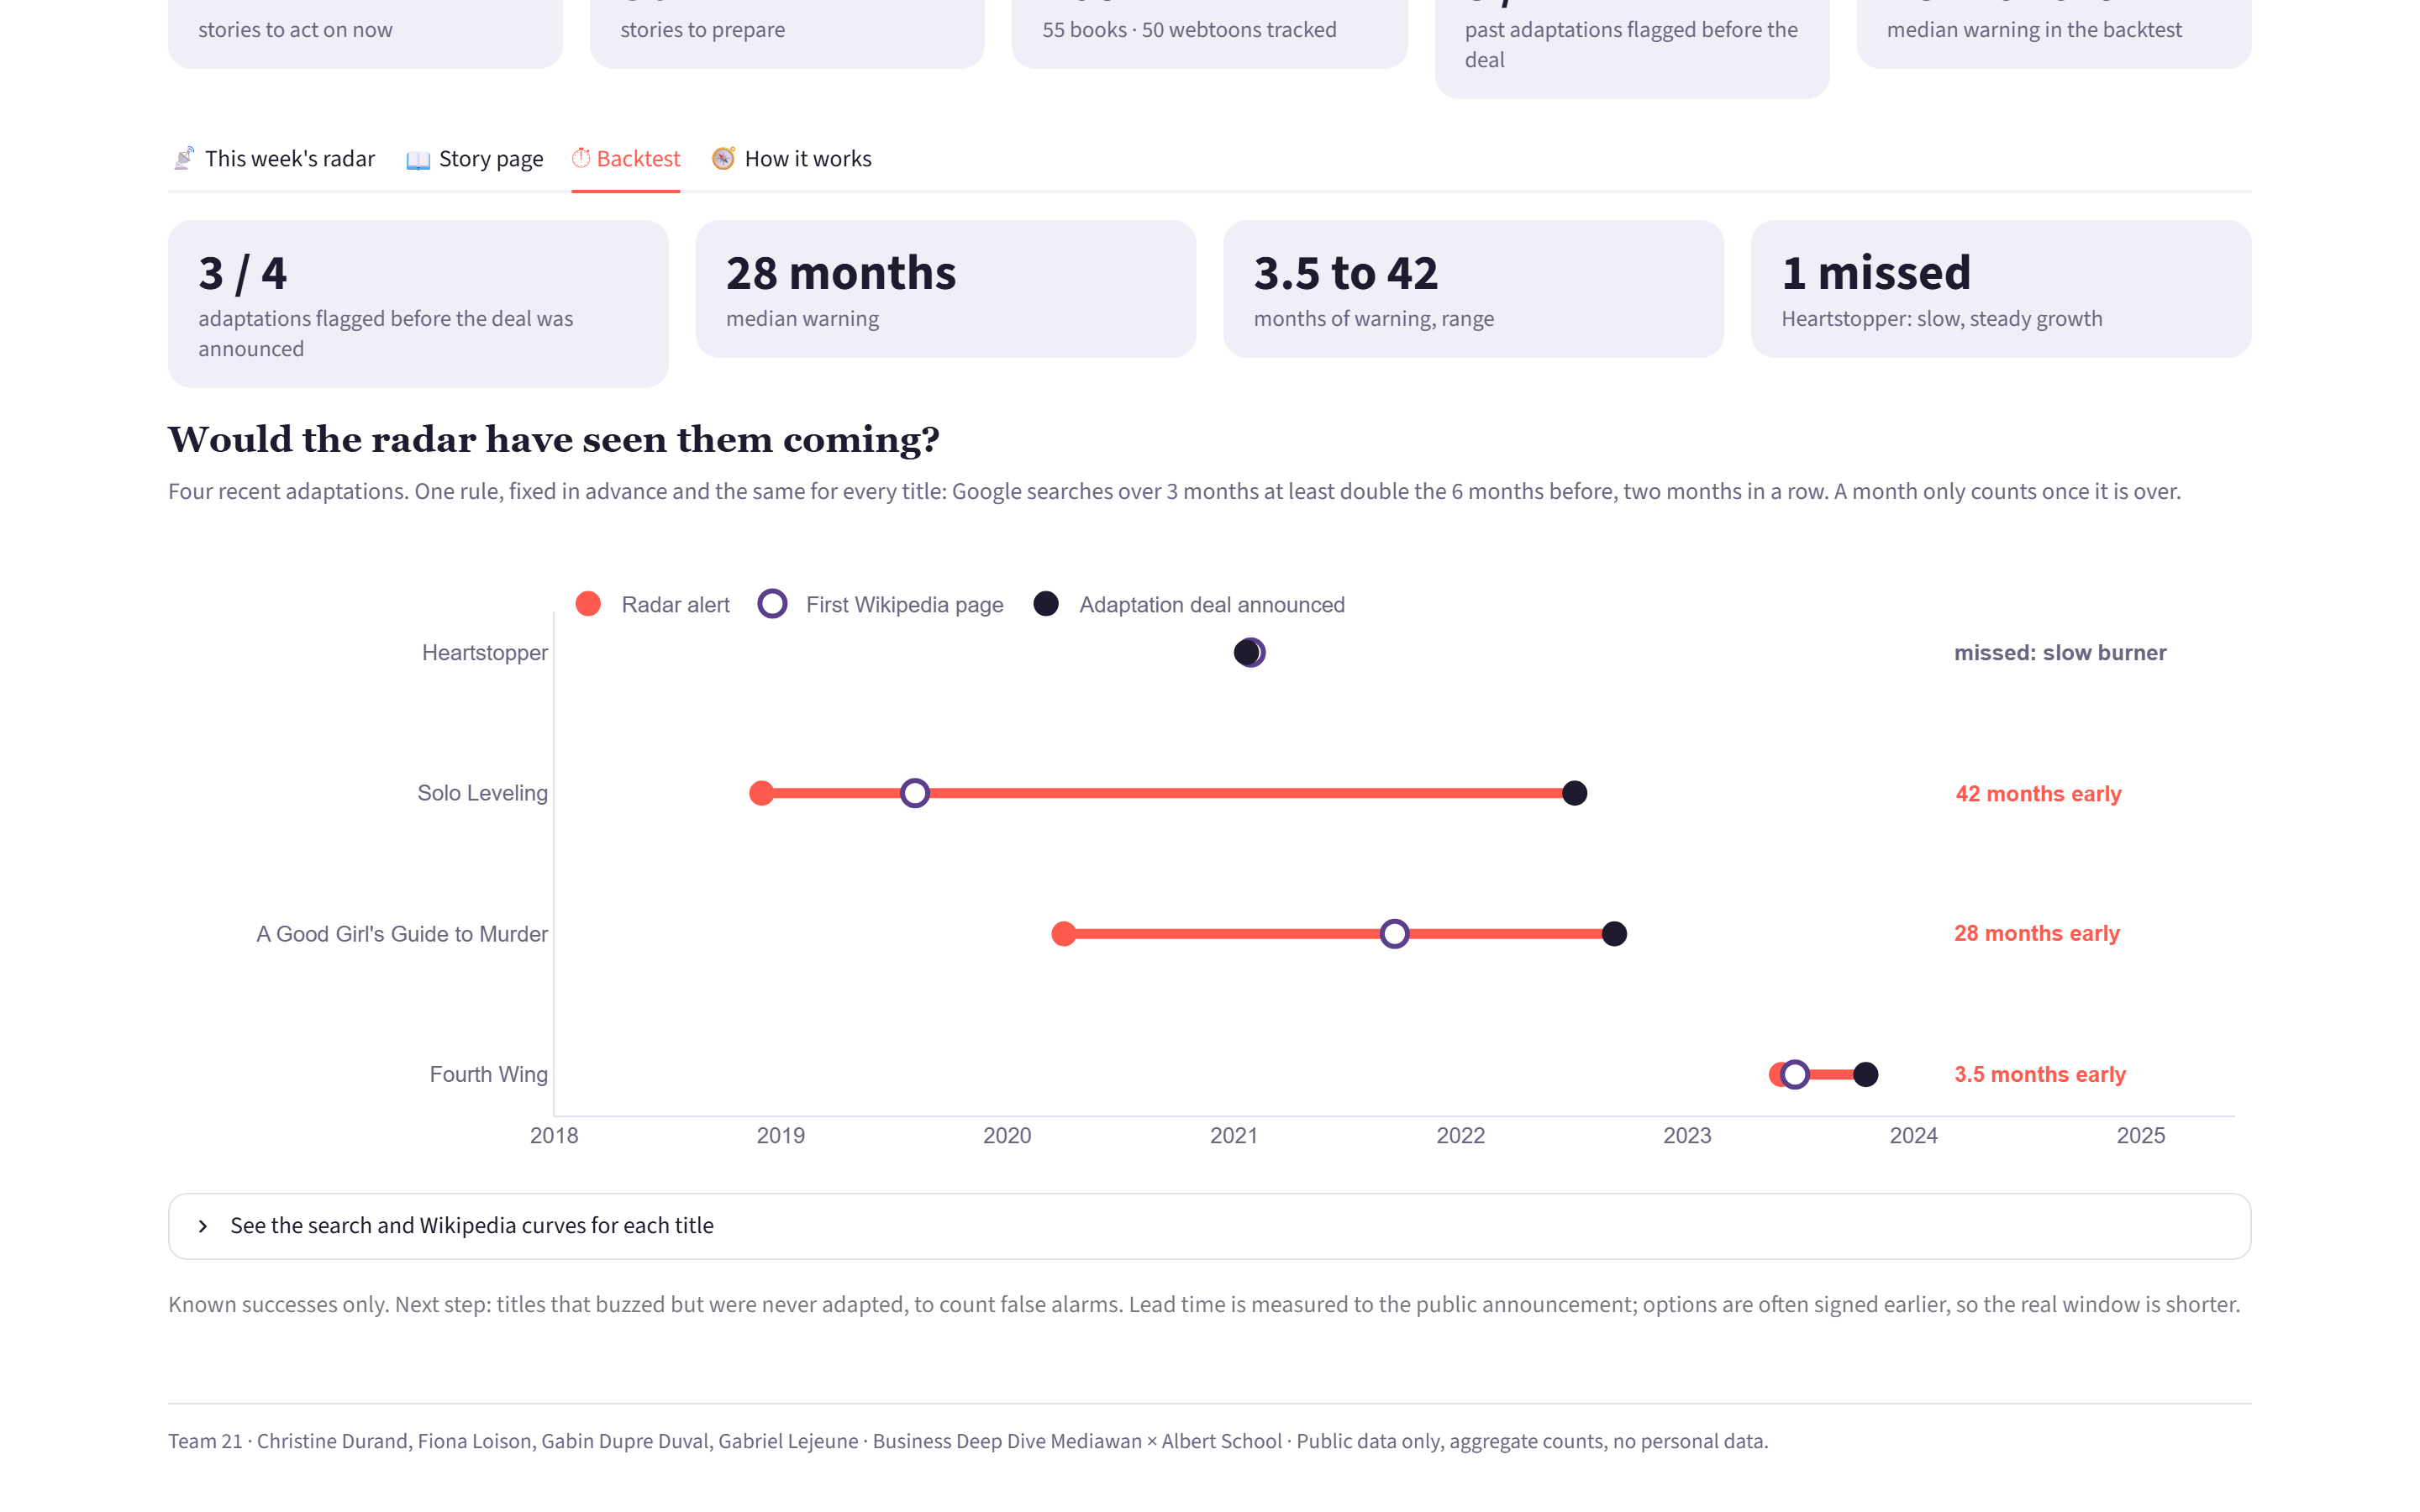 stories to act on now
stories to prepare
55 books · 50 webtoons tracked
past adaptations flagged before the
deal
median warning in the backtest
This week's radar
Story page
Backtest
How it works
3 / 4
adaptations flagged before the deal was
announced
28 months
median warning
3.5 to 42
months of warning, range
1 missed
Heartstopper: slow, steady growth
Would the radar have seen them coming?
Four recent adaptations. One rule, fixed in advance and the same for every title: Google searches over 3 months at least double the 6 months before, two months in a row. A month only counts once it is over.
Radar alert
First Wikipedia page
Adaptation deal announced
Heartstopper
missed: slow burner
Solo Leveling
42 months early
A Good Girl's Guide to Murder
28 months early
Fourth Wing
3.5 months early
2018
2019
2020
2021
2022
2023
2024
2025
See the search and Wikipedia curves for each title
Known successes only. Next step: titles that buzzed but were never adapted, to count false alarms. Lead time is measured to the public announcement; options are often signed earlier, so the real window is shorter.
Team 21 · Christine Durand, Fiona Loison, Gabin Dupre Duval, Gabriel Lejeune · Business Deep Dive Mediawan × Albert School · Public data only, aggregate counts, no personal data.